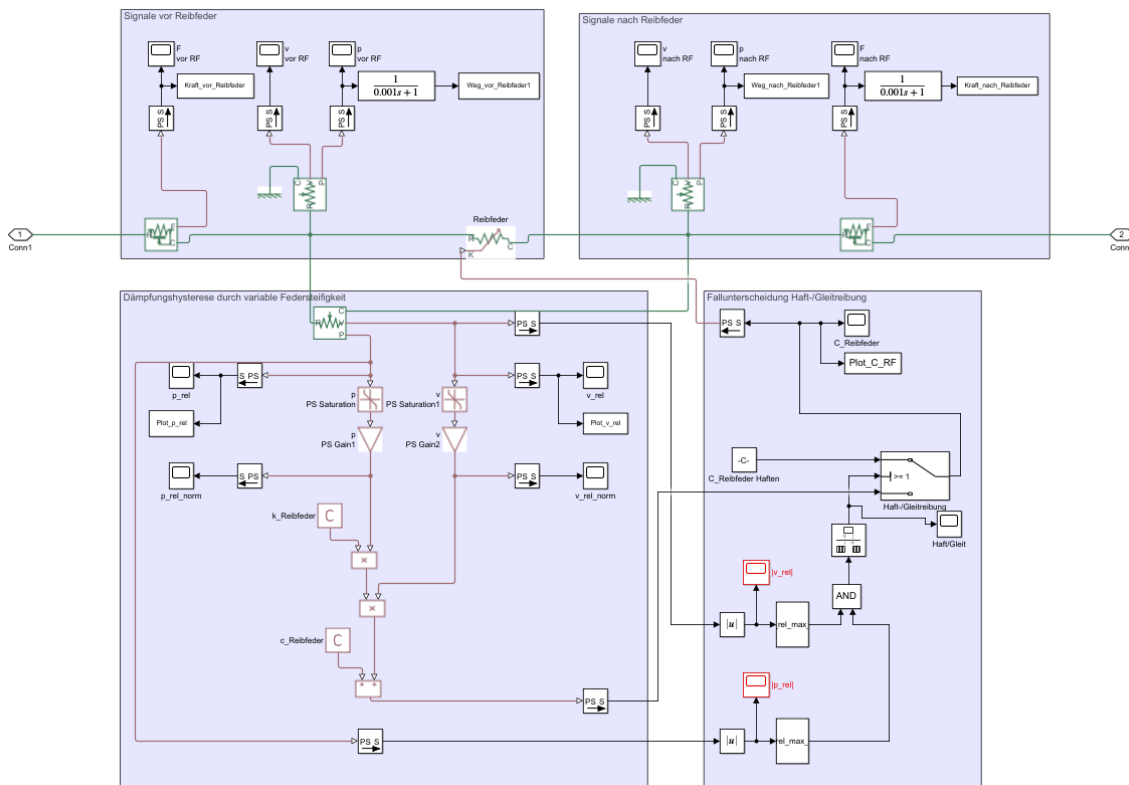 Signale vor Reibfeder
F
vor RF
v
vor RF
p
vor RF
Kraft_vor_Reibfeder
1
0.001s + 1
Weg_vor_Reibfeder1
PS S
PS S
PS S
C
R
V
P
R
F
C
1
Conn1
Reibfeder
R
K
C
Signale nach Reibfeder
v
nach RF
p
nach RF
F
nach RF
Weg_nach_Reibfeder1
1
0.001s + 1
Kraft_nach_Reibfeder
PS S
PS S
PS S
C
R
V
P
R
F
C
2
Conn
Dämpfungshysterese durch variable Federsteifigkeit
C
R
V
P
PS S
p_rel
S PS
p
PS Saturation
v
PS Saturation1
PS S
v_rel
Plot_p_rel
Plot_v_rel
p
PS Gain1
v
PS Gain2
p_rel_norm
S PS
PS S
v_rel_norm
k_Reibfeder
C
×
×
c_Reibfeder
C
+ +
PS S
PS S
Fallunterscheidung Haft-/Gleitreibung
PS S
C_Reibfeder
Plot_C_RF
-C-
C_Reibfeder Haften
>= 1
Haft-/Gleitreibung
Haft/Gleit
AND
|v_rel|
|u|
_rel_max_
|p_rel|
|u|
_rel_max_